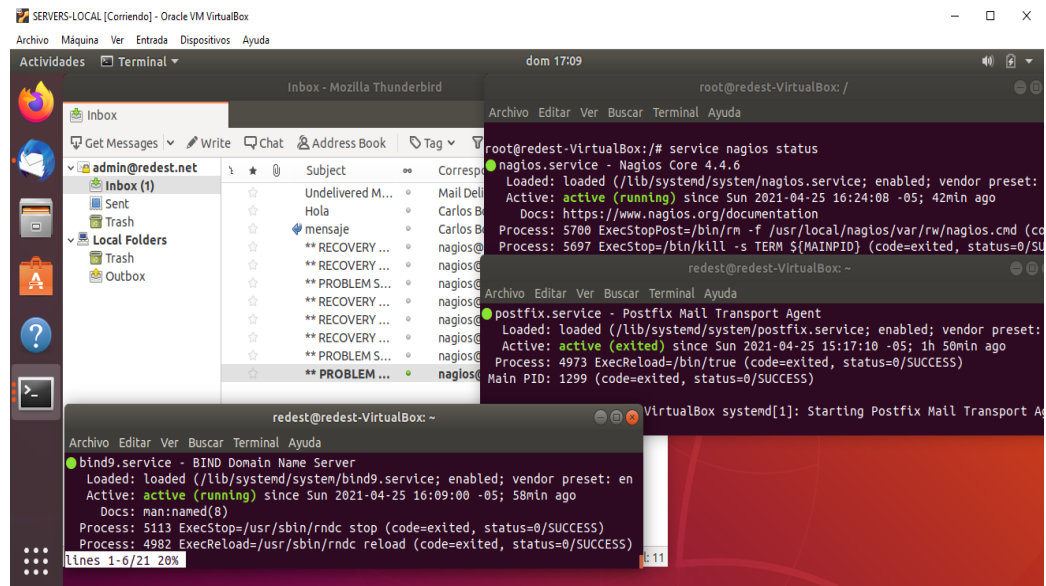 SERVERS-LOCAL [Corriendo] - Oracle VM VirtualBox
Archivo Máquina Ver Entrada Dispositivos Ayuda
Actividades Terminal dom 17:09
Inbox - Mozilla Thunderbird
Inbox
Get Messages Write Chat Address Book Tag
admin@redest.net
Inbox (1)
Sent
Trash
Local Folders
Trash
Outbox
Subject Correspo
Undelivered M... Mail Deli
Hola Carlos Bo
mensaje Carlos Bo
** RECOVERY ... nagios@
** RECOVERY ... nagios@
** PROBLEM S... nagios@
** RECOVERY ... nagios@
** RECOVERY ... nagios@
** RECOVERY ... nagios@
** PROBLEM S... nagios@
** PROBLEM ... nagios@
root@redest-VirtualBox: /
Archivo Editar Ver Buscar Terminal Ayuda
root@redest-VirtualBox:/# service nagios status
nagios.service - Nagios Core 4.4.6
Loaded: loaded (/lib/systemd/system/nagios.service; enabled; vendor preset:
Active: active (running) since Sun 2021-04-25 16:24:08 -05; 42min ago
Docs: https://www.nagios.org/documentation
Process: 5700 ExecStopPost=/bin/rm -f /usr/local/nagios/var/rw/nagios.cmd (co
Process: 5697 ExecStop=/bin/kill -s TERM ${MAINPID} (code=exited, status=0/SU
redest@redest-VirtualBox: ~
Archivo Editar Ver Buscar Terminal Ayuda
postfix.service - Postfix Mail Transport Agent
Loaded: loaded (/lib/systemd/system/postfix.service; enabled; vendor preset:
Active: active (exited) since Sun 2021-04-25 15:17:10 -05; 1h 50min ago
Process: 4973 ExecReload=/bin/true (code=exited, status=0/SUCCESS)
Main PID: 1299 (code=exited, status=0/SUCCESS)
VirtualBox systemd[1]: Starting Postfix Mail Transport Ag
redest@redest-VirtualBox: ~
Archivo Editar Ver Buscar Terminal Ayuda
bind9.service - BIND Domain Name Server
Loaded: loaded (/lib/systemd/system/bind9.service; enabled; vendor preset: en
Active: active (running) since Sun 2021-04-25 16:09:00 -05; 58min ago
Docs: man:named(8)
Process: 5113 ExecStop=/usr/sbin/rndc stop (code=exited, status=0/SUCCESS)
Process: 4982 ExecReload=/usr/sbin/rndc reload (code=exited, status=0/SUCCESS)
lines 1-6/21 20%
l: 11